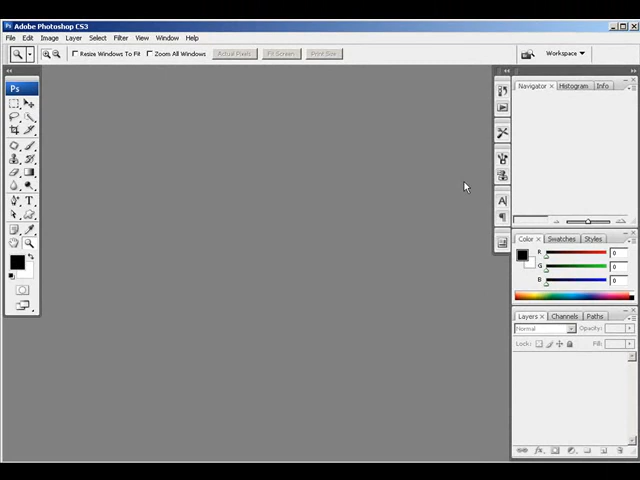 Adobe Photoshop CS3
File Edit Image Layer Select Filter View Window Help
Resize Windows To Fit Zoom All Windows Actual Pixels Fit Screen Print Size Workspace
Ps
Navigator Histogram Info
A
Color Swatches Styles
R 0
G 0
B 0
Layers Channels Paths
Normal Opacity:
Lock: Fill:
fx